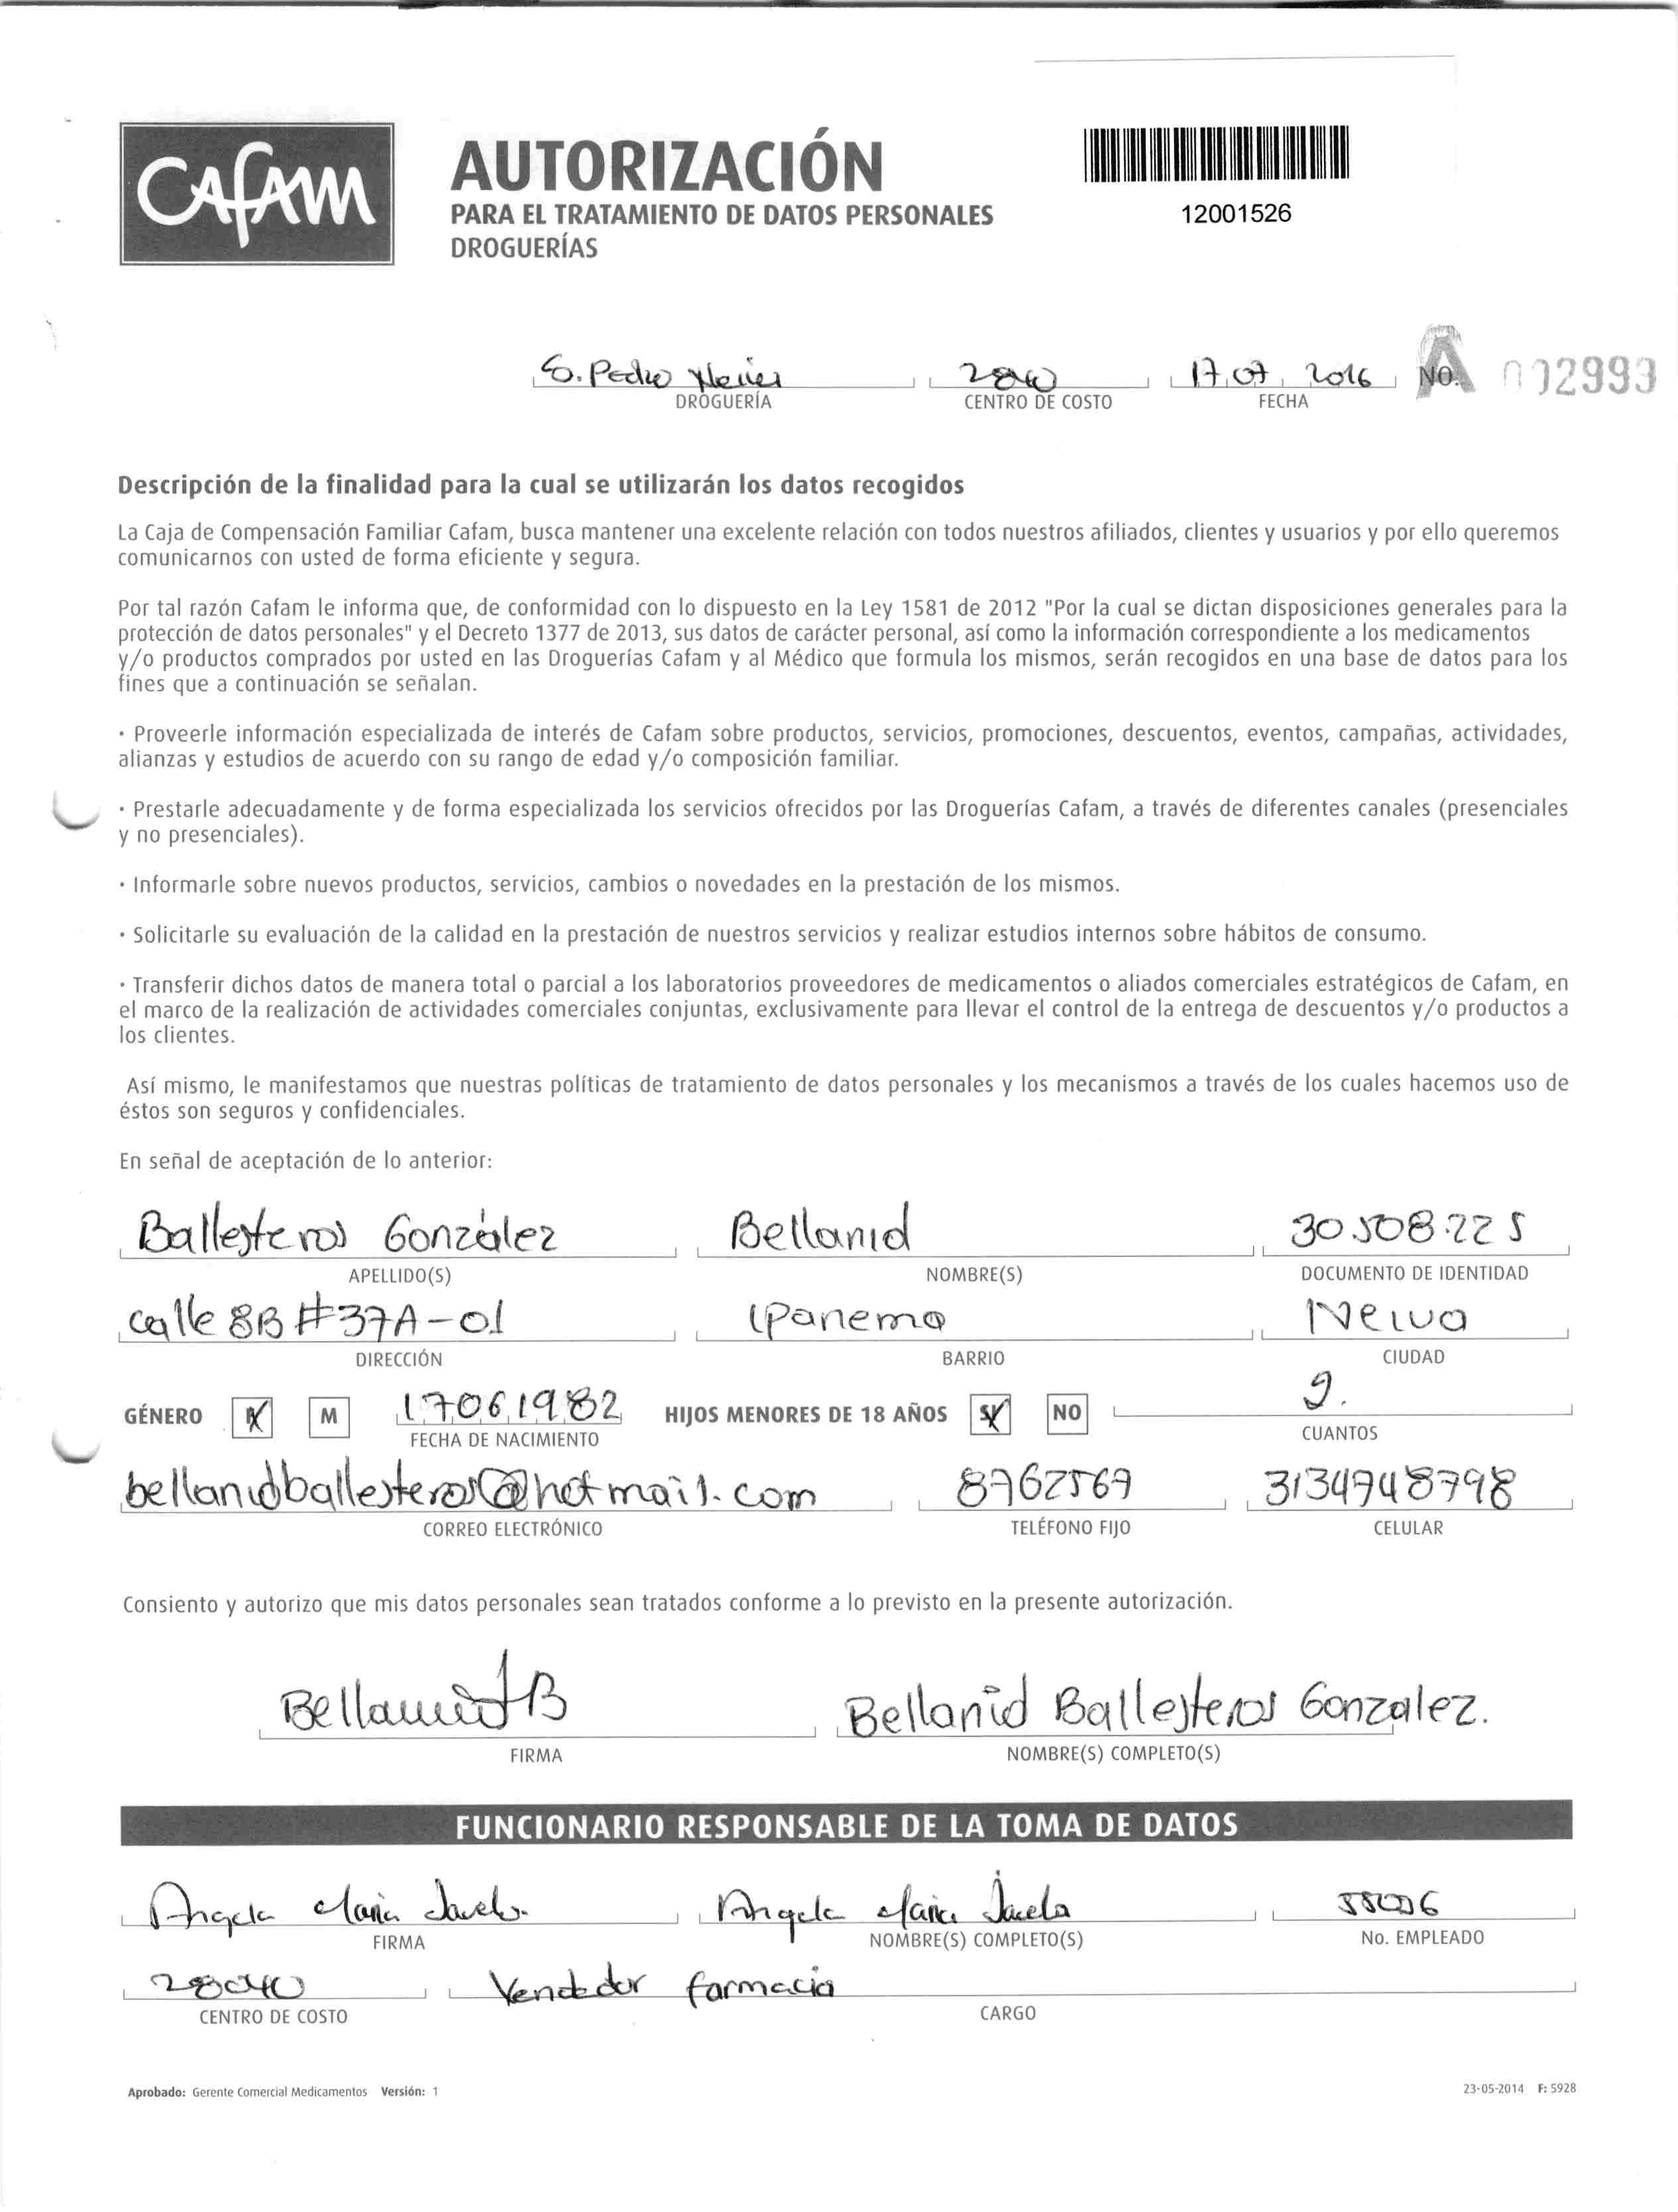 CAFAM
AUTORIZACIÓN
PARA EL TRATAMIENTO DE DATOS PERSONALES
DROGUERÍAS
12001526
S. Pedro 17 07 2016 No. A 002993
DROGUERÍA CENTRO DE COSTO FECHA
Descripción de la finalidad para la cual se utilizarán los datos recogidos
La Caja de Compensación Familiar Cafam, busca mantener una excelente relación con todos nuestros afiliados, clientes y usuarios y por ello queremos
comunicarnos con usted de forma eficiente y segura.
Por tal razón Cafam le informa que, de conformidad con lo dispuesto en la Ley 1581 de 2012 "Por la cual se dictan disposiciones generales para la
protección de datos personales" y el Decreto 1377 de 2013, sus datos de carácter personal, así como la información correspondiente a los medicamentos
y/o productos comprados por usted en las Droguerías Cafam y al Médico que formula los mismos, serán recogidos en una base de datos para los
fines que a continuación se señalan.
· Proveerle información especializada de interés de Cafam sobre productos, servicios, promociones, descuentos, eventos, campañas, actividades,
alianzas y estudios de acuerdo con su rango de edad y/o composición familiar.
· Prestarle adecuadamente y de forma especializada los servicios ofrecidos por las Droguerías Cafam, a través de diferentes canales (presenciales
y no presenciales).
· Informarle sobre nuevos productos, servicios, cambios o novedades en la prestación de los mismos.
· Solicitarle su evaluación de la calidad en la prestación de nuestros servicios y realizar estudios internos sobre hábitos de consumo.
· Transferir dichos datos de manera total o parcial a los laboratorios proveedores de medicamentos o aliados comerciales estratégicos de Cafam, en
el marco de la realización de actividades comerciales conjuntas, exclusivamente para llevar el control de la entrega de descuentos y/o productos a
los clientes.
Así mismo, le manifestamos que nuestras políticas de tratamiento de datos personales y los mecanismos a través de los cuales hacemos uso de
éstos son seguros y confidenciales.
En señal de aceptación de lo anterior:
Ballesteros González Bellanid 30.508.225
APELLIDO(S) NOMBRE(S) DOCUMENTO DE IDENTIDAD
calle 8B #37A-01 Ipanema Neiva
DIRECCIÓN BARRIO CIUDAD
GÉNERO M 17061982 HIJOS MENORES DE 18 AÑOS SI NO
FECHA DE NACIMIENTO CUANTOS
bellanidballesteros@hotmail.com 8762569 3134948798
CORREO ELECTRÓNICO TELÉFONO FIJO CELULAR
Consiento y autorizo que mis datos personales sean tratados conforme a lo previsto en la presente autorización.
Bellanid B Bellanid Ballesteros Gonzalez.
FIRMA NOMBRE(S) COMPLETO(S)
FUNCIONARIO RESPONSABLE DE LA TOMA DE DATOS
Angela Maria Angela Maria
FIRMA NOMBRE(S) COMPLETO(S) No. EMPLEADO
28040 Vendedor farmacia
CENTRO DE COSTO CARGO
Aprobado: Gerente Comercial Medicamentos Versión: 1 23-05-2014 F: 5928